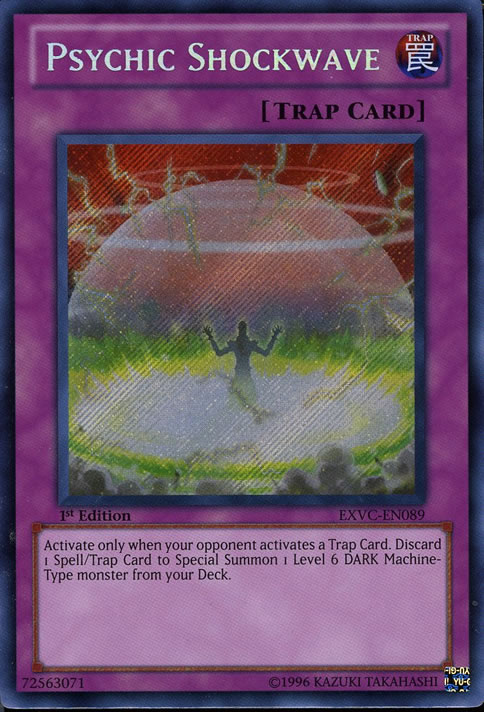 PSYCHIC SHOCKWAVE
TRAP
罠
[TRAP CARD]
1st Edition
EXVC-EN089
Activate only when your opponent activates a Trap Card. Discard
1 Spell/Trap Card to Special Summon 1 Level 6 DARK Machine-
Type monster from your Deck.
72563071
©1996 KAZUKI TAKAHASHI